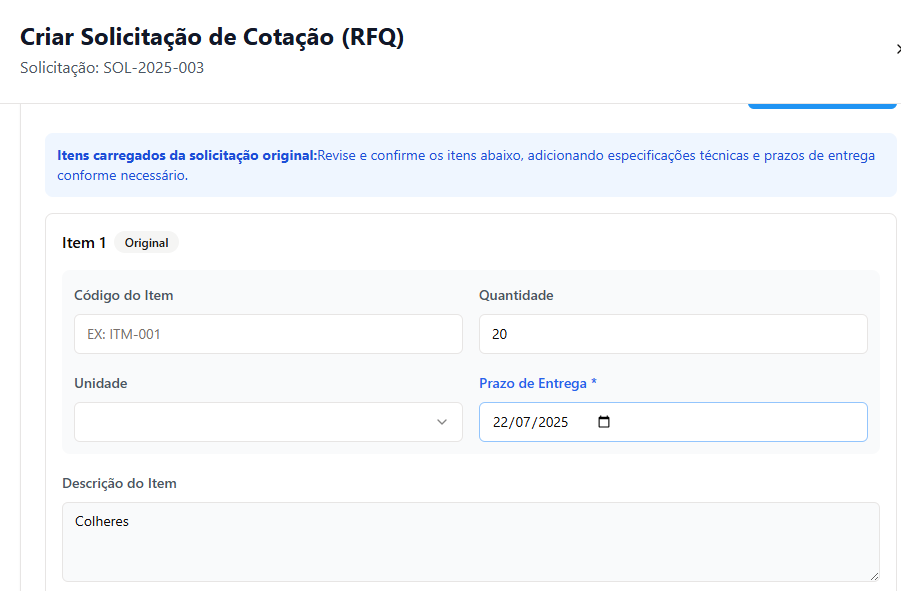 Criar Solicitação de Cotação (RFQ)
Solicitação: SOL-2025-003
Itens carregados da solicitação original:Revise e confirme os itens abaixo, adicionando especificações técnicas e prazos de entrega
conforme necessário.
Item 1 Original
Código do Item
Quantidade
EX: ITM-001
20
Unidade
Prazo de Entrega *
22/07/2025
Descrição do Item
Colheres